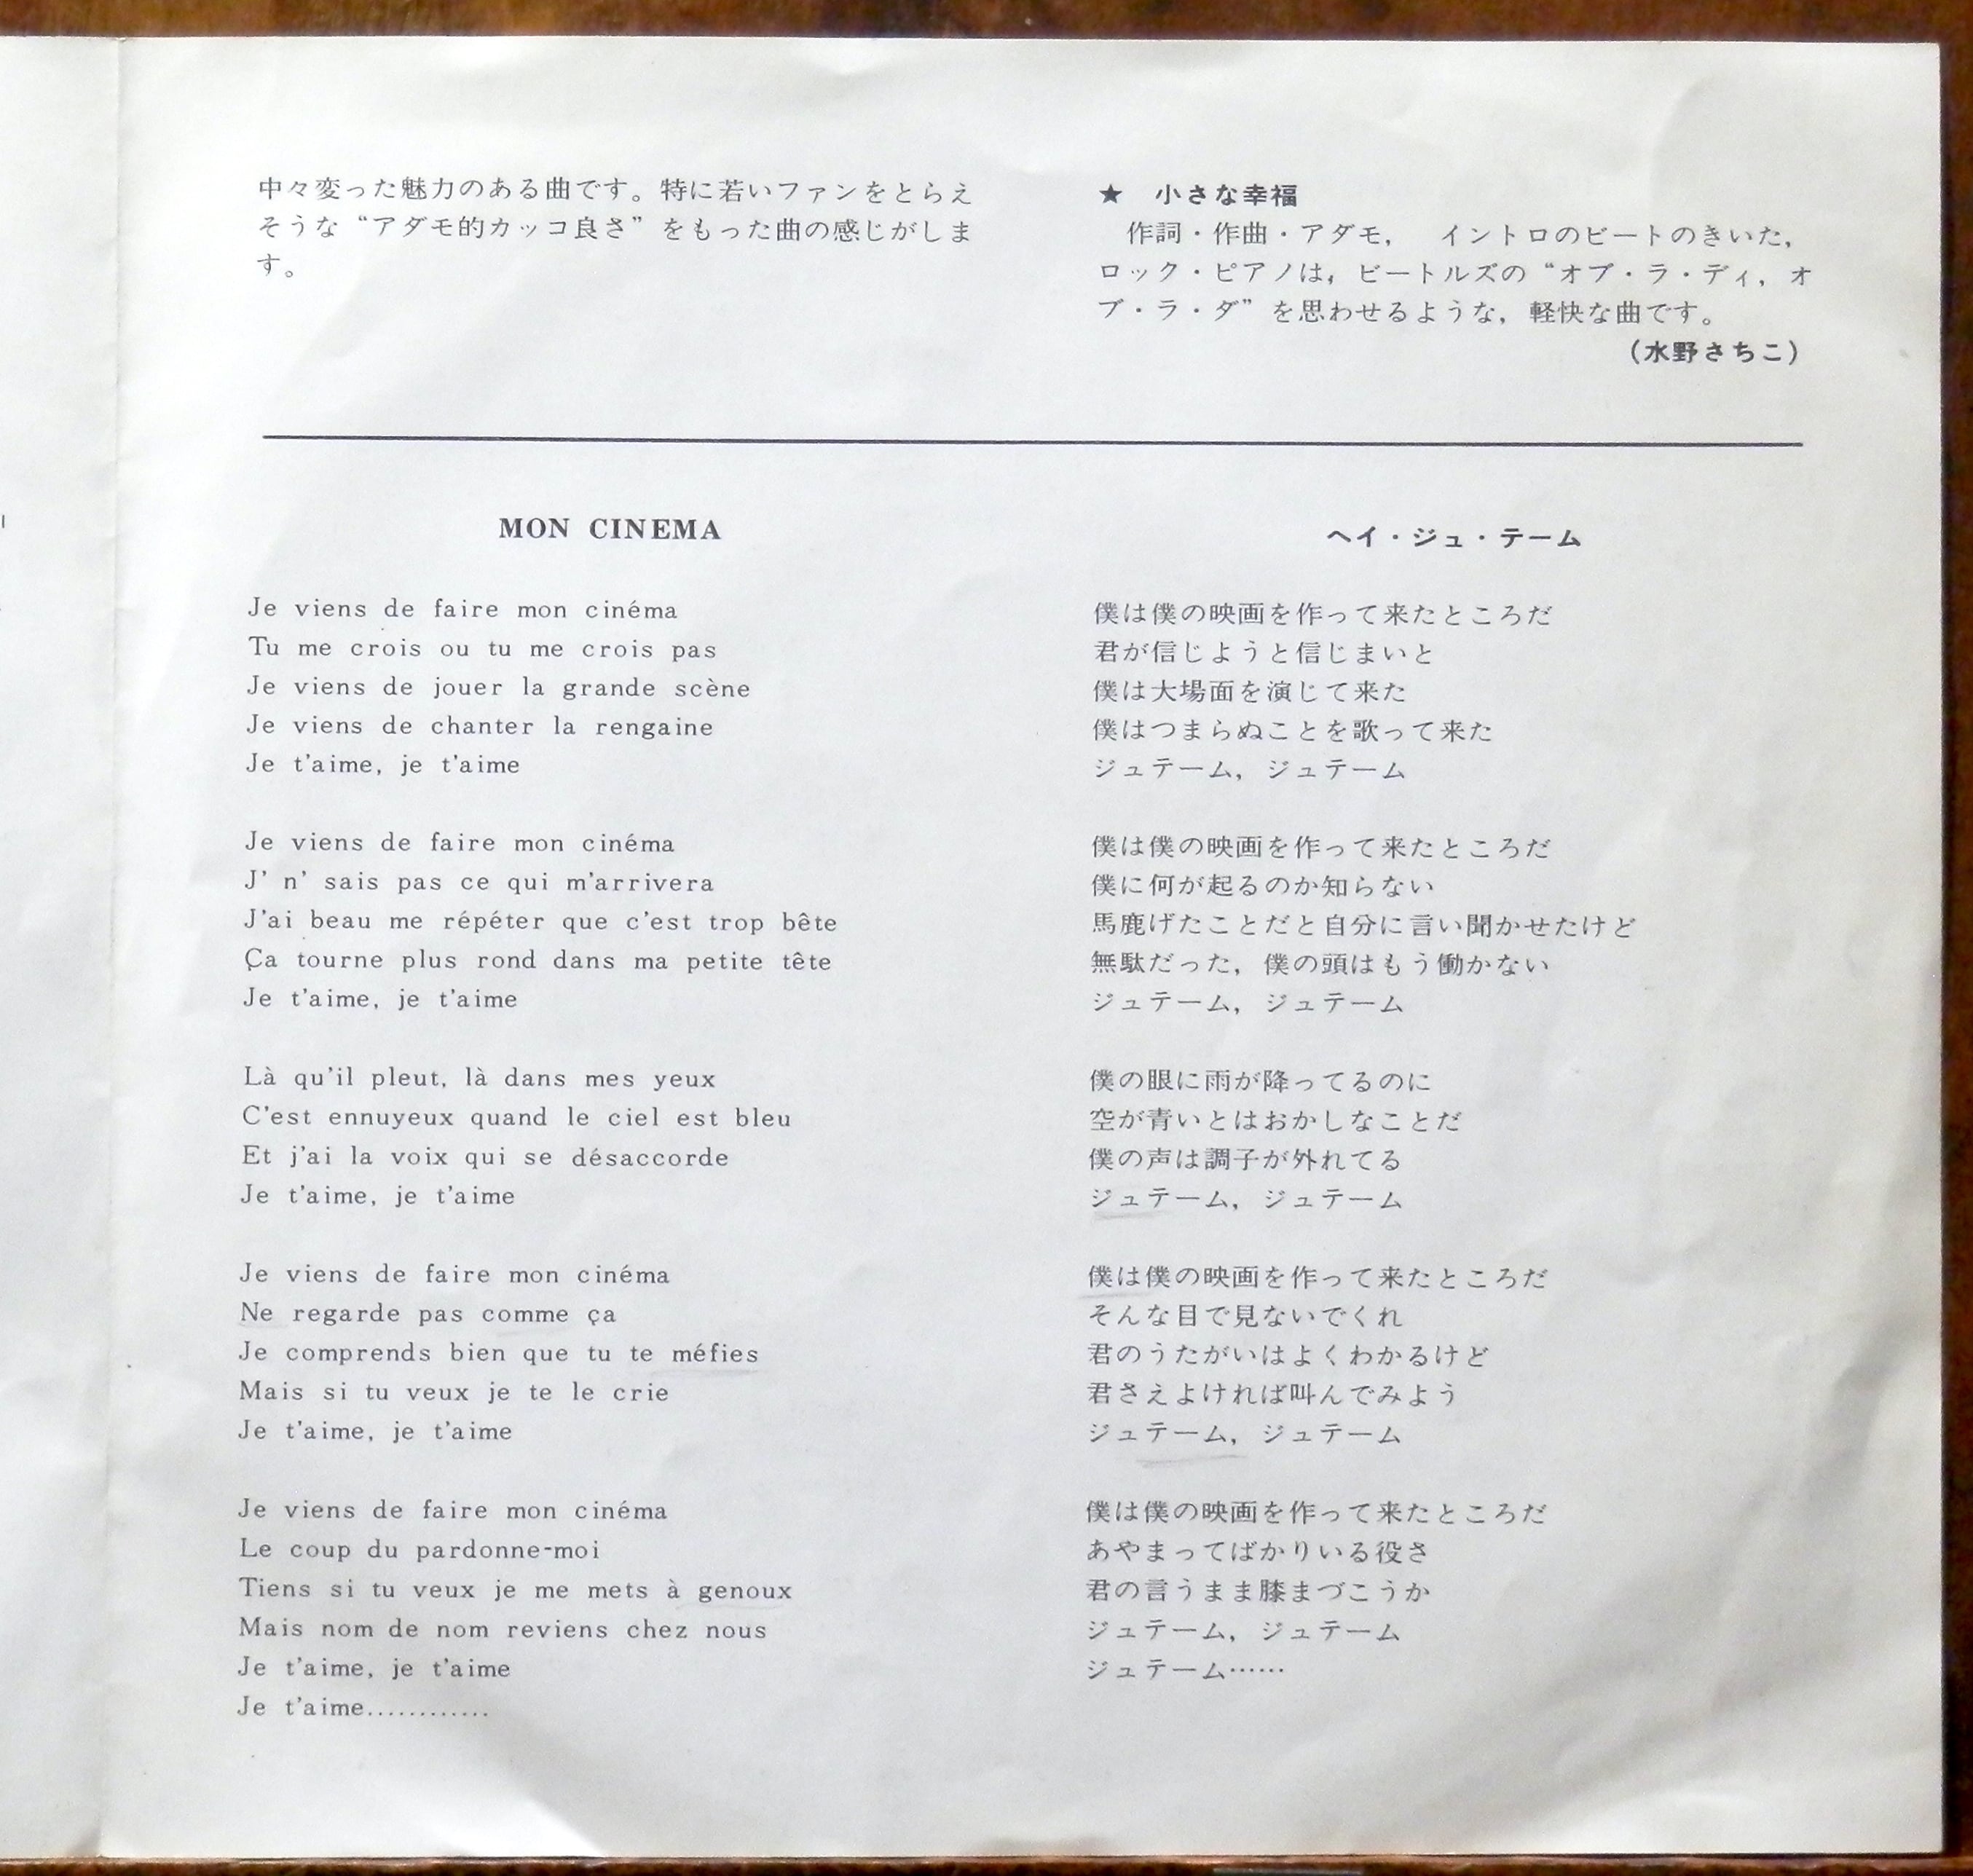 中々変った魅力のある曲です。特に若いファンをとらえ
そうな“アダモ的カッコ良さ”をもった曲の感じがしま
す。
★　小さな幸福
作詞・作曲・アダモ，　イントロのビートのきいた，
ロック・ピアノは，ビートルズの“オブ・ラ・ディ，オ
ブ・ラ・ダ”を思わせるような，軽快な曲です。
（水野さちこ）
MON CINEMA
Je viens de faire mon cinéma
Tu me crois ou tu me crois pas
Je viens de jouer la grande scène
Je viens de chanter la rengaine
Je t'aime, je t'aime
Je viens de faire mon cinéma
J' n' sais pas ce qui m'arrivera
J'ai beau me répéter que c'est trop bête
Ça tourne plus rond dans ma petite tête
Je t'aime, je t'aime
Là qu'il pleut, là dans mes yeux
C'est ennuyeux quand le ciel est bleu
Et j'ai la voix qui se désaccorde
Je t'aime, je t'aime
Je viens de faire mon cinéma
Ne regarde pas comme ça
Je comprends bien que tu te méfies
Mais si tu veux je te le crie
Je t'aime, je t'aime
Je viens de faire mon cinéma
Le coup du pardonne-moi
Tiens si tu veux je me mets à genoux
Mais nom de nom reviens chez nous
Je t'aime, je t'aime
Je t'aime............
ヘイ・ジュ・テーム
僕は僕の映画を作って来たところだ
君が信じようと信じまいと
僕は大場面を演じて来た
僕はつまらぬことを歌って来た
ジュテーム，ジュテーム
僕は僕の映画を作って来たところだ
僕に何が起るのか知らない
馬鹿げたことだと自分に言い聞かせたけど
無駄だった，僕の頭はもう働かない
ジュテーム，ジュテーム
僕の眼に雨が降ってるのに
空が青いとはおかしなことだ
僕の声は調子が外れてる
ジュテーム，ジュテーム
僕は僕の映画を作って来たところだ
そんな目で見ないでくれ
君のうたがいはよくわかるけど
君さえよければ叫んでみよう
ジュテーム，ジュテーム
僕は僕の映画を作って来たところだ
あやまってばかりいる役さ
君の言うまま膝まづこうか
ジュテーム，ジュテーム
ジュテーム……